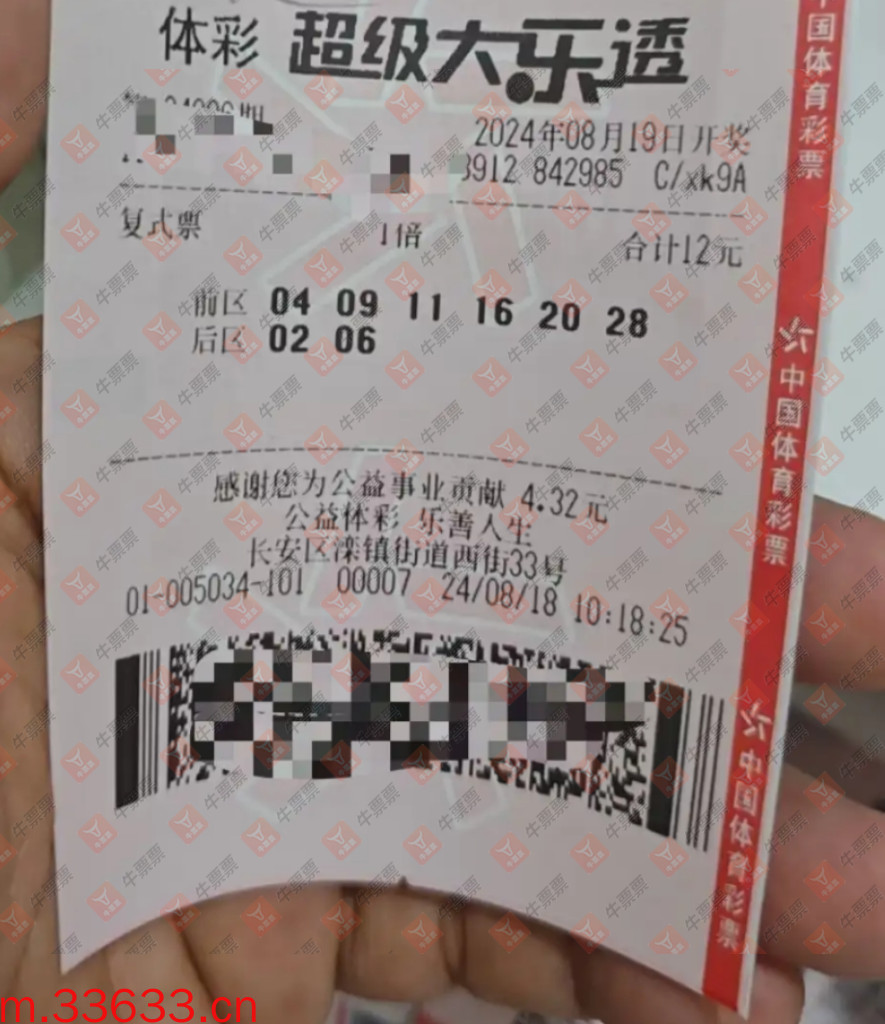 体彩 超级大乐透
2024年08月19日开奖
3912 842985 C/xk9A
复式票 1倍 合计12元
前区 04 09 11 16 20 28
后区 02 06
感谢您为公益事业贡献 4.32元
公益体彩 乐善人生
长安区滦镇街道西街33号
01-005034-101 00007 24/08/18 10:18:25
中国体育彩票
中国体育彩票
中国体育彩票
牛票票
m.33633.cn